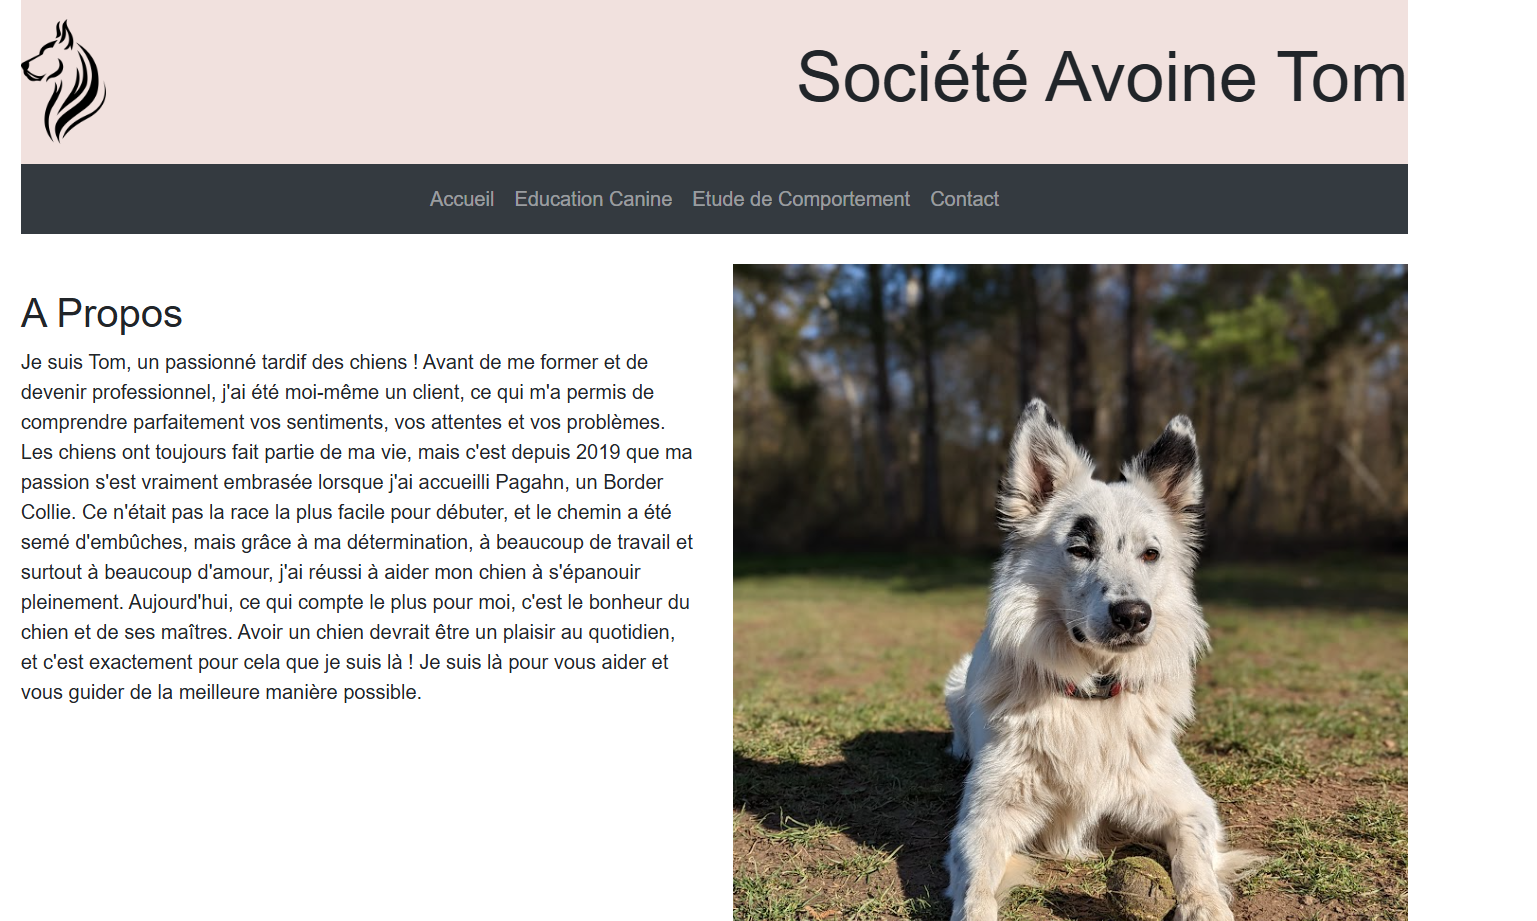 Société Avoine Tom
Accueil Education Canine Etude de Comportement Contact
A Propos
Je suis Tom, un passionné tardif des chiens ! Avant de me former et de
devenir professionnel, j'ai été moi-même un client, ce qui m'a permis de
comprendre parfaitement vos sentiments, vos attentes et vos problèmes.
Les chiens ont toujours fait partie de ma vie, mais c'est depuis 2019 que ma
passion s'est vraiment embrasée lorsque j'ai accueilli Pagahn, un Border
Collie. Ce n'était pas la race la plus facile pour débuter, et le chemin a été
semé d'embûches, mais grâce à ma détermination, à beaucoup de travail et
surtout à beaucoup d'amour, j'ai réussi à aider mon chien à s'épanouir
pleinement. Aujourd'hui, ce qui compte le plus pour moi, c'est le bonheur du
chien et de ses maîtres. Avoir un chien devrait être un plaisir au quotidien,
et c'est exactement pour cela que je suis là ! Je suis là pour vous aider et
vous guider de la meilleure manière possible.